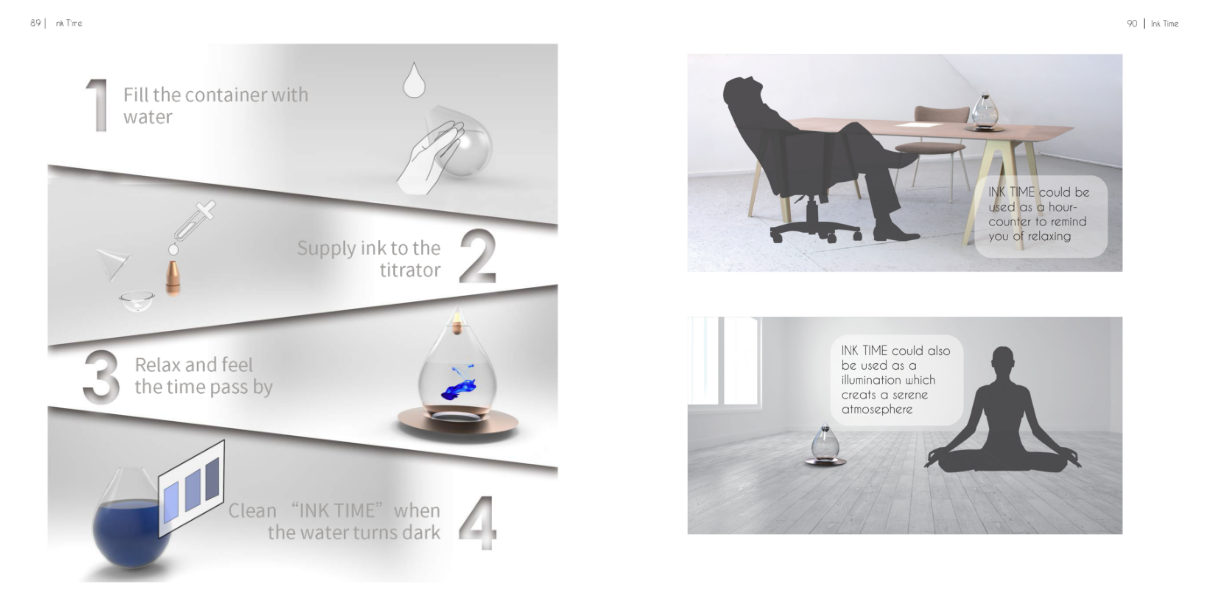 89 | Ink Time
1
Fill the container with
water
Supply ink to the
titrator
2
3
Relax and feel
the time pass by
Clean “INK TIME” when
the water turns dark
4
90 | Ink Time
INK TIME could be
used as a hour-
counter to remind
you of relaxing
INK TIME could also
be used as a
illumination which
creats a serene
atmosephere